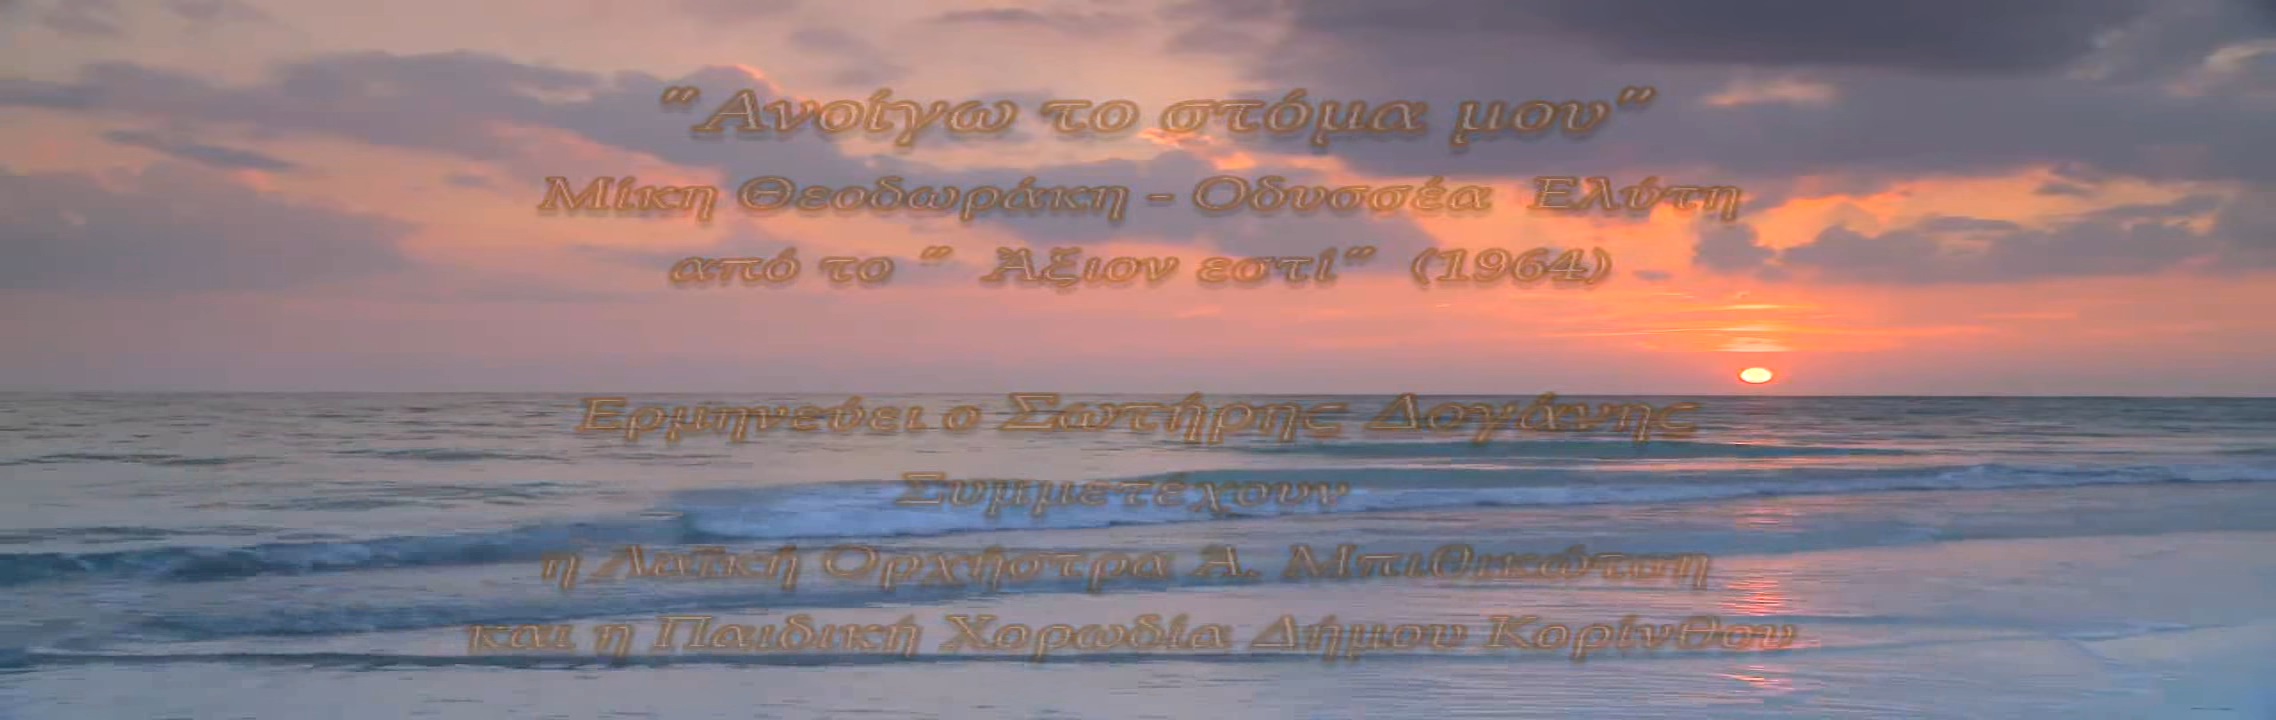 “Ανοίγω το στόμα μου”
Μίκη Θεοδωράκη - Οδυσσέα Ελύτη
από το “ Ἄξιον εστί” (1964)
Ερμηνεύει ο Σωτήρης Δογάνης
Συμμετέχουν
η Λαϊκή Ορχήστρα Ά. Μπιθικώτση
και η Παιδική Χορωδία Δήμου Κορίνθου